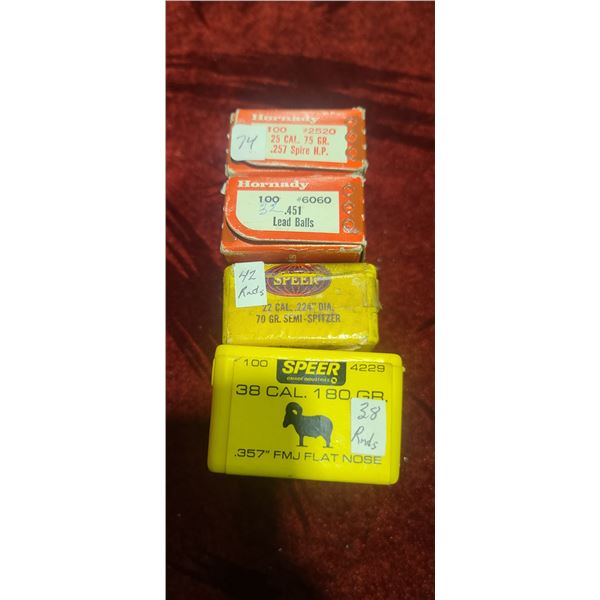 Hornady
74
100 #2520
25 CAL. 75 GR.
.257 Spire H.P.
Hornady
100 #6060
32
.451
Lead Balls
42
Rnds
SPEER
22 CAL. .224" DIA.
70 GR. SEMI-SPITZER
100 SPEER 4229
OMARK INDUSTRIES
38 CAL. 180 GR.
38
Rnds
.357" FMJ FLAT NOSE